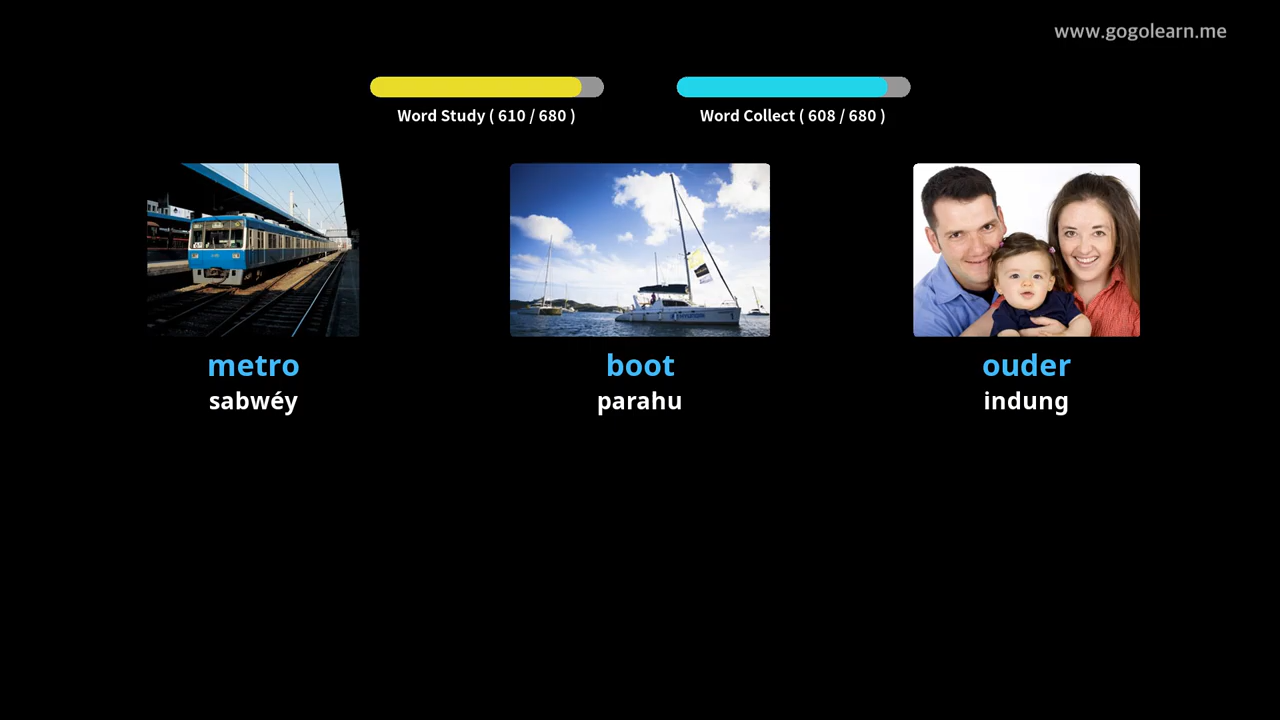 www.gogolearn.me
Word Study ( 610 / 680 )
Word Collect ( 608 / 680 )
metro
sabwéy
boot
parahu
ouder
indung